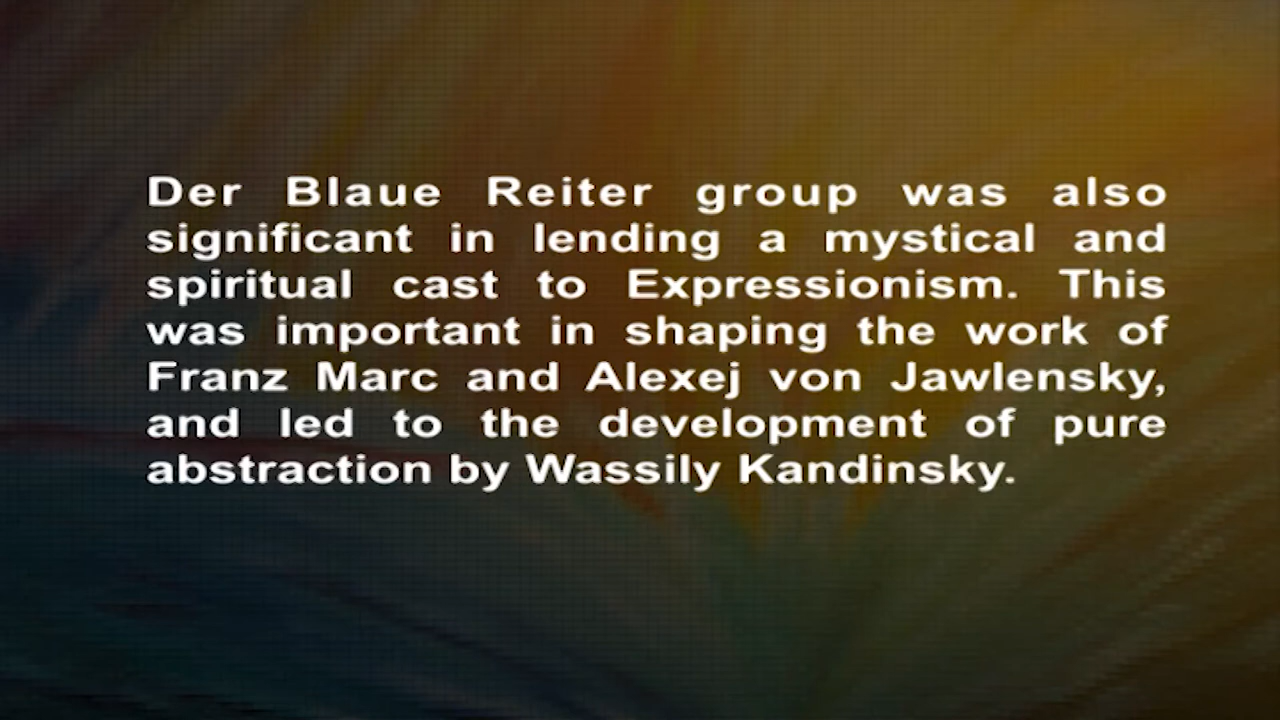 Der Blaue Reiter group was also
significant in lending a mystical and
spiritual cast to Expressionism. This
was important in shaping the work of
Franz Marc and Alexej von Jawlensky,
and led to the development of pure
abstraction by Wassily Kandinsky.